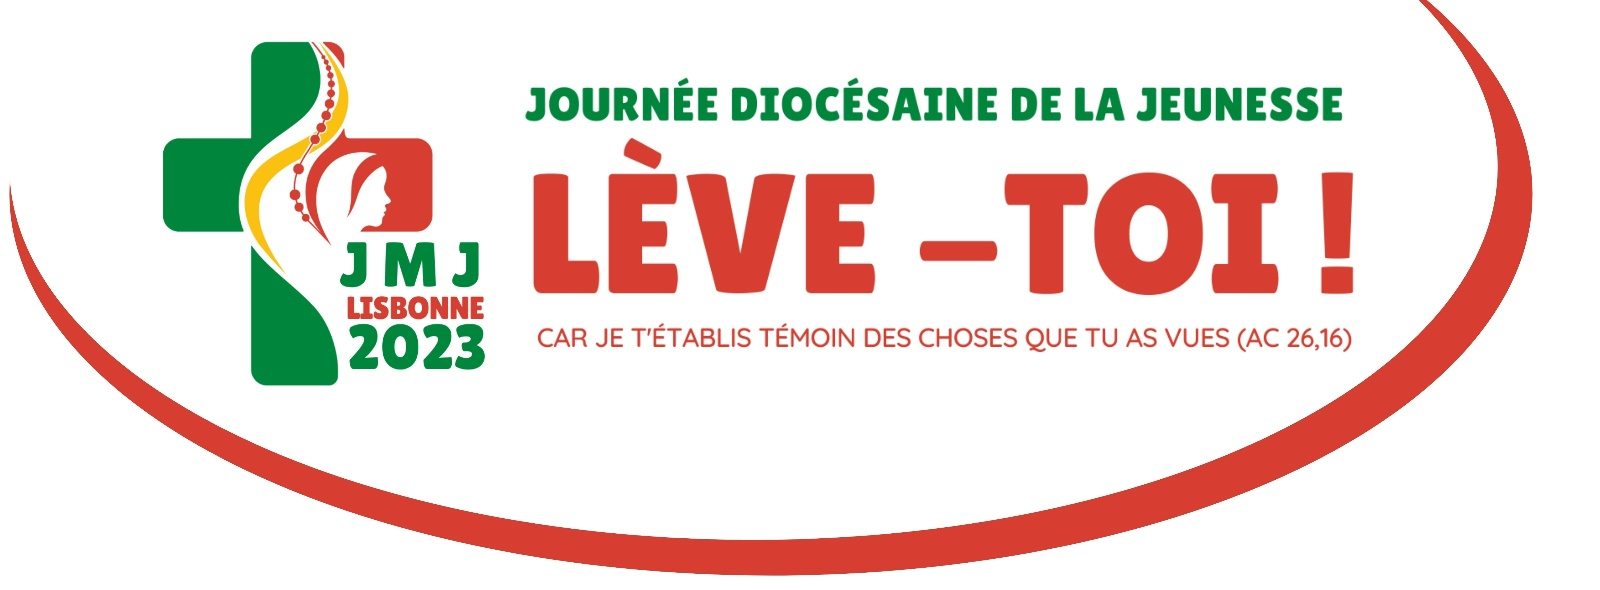 JOURNÉE DIOCÉSAINE DE LA JEUNESSE
LÈVE –TOI !
CAR JE T'ÉTABLIS TÉMOIN DES CHOSES QUE TU AS VUES (AC 26,16)
JMJ
LISBONNE
2023